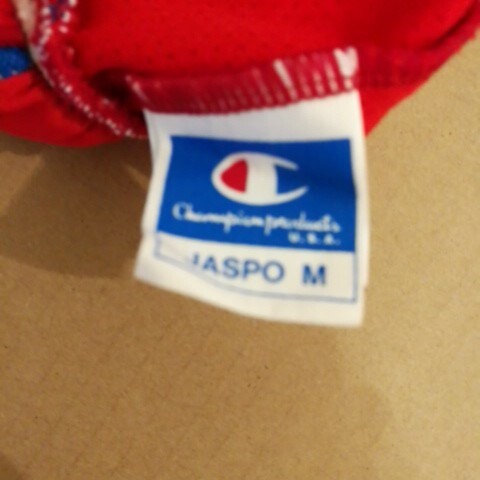 Champion products
U.S.A.
JASPO M